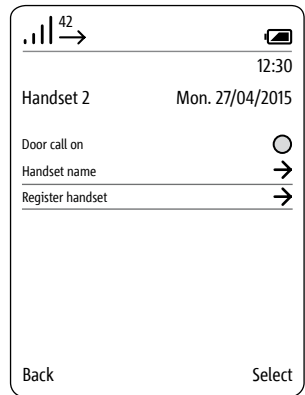 42
12:30
Handset 2 Mon. 27/04/2015
Door call on
Handset name
Register handset
Back Select